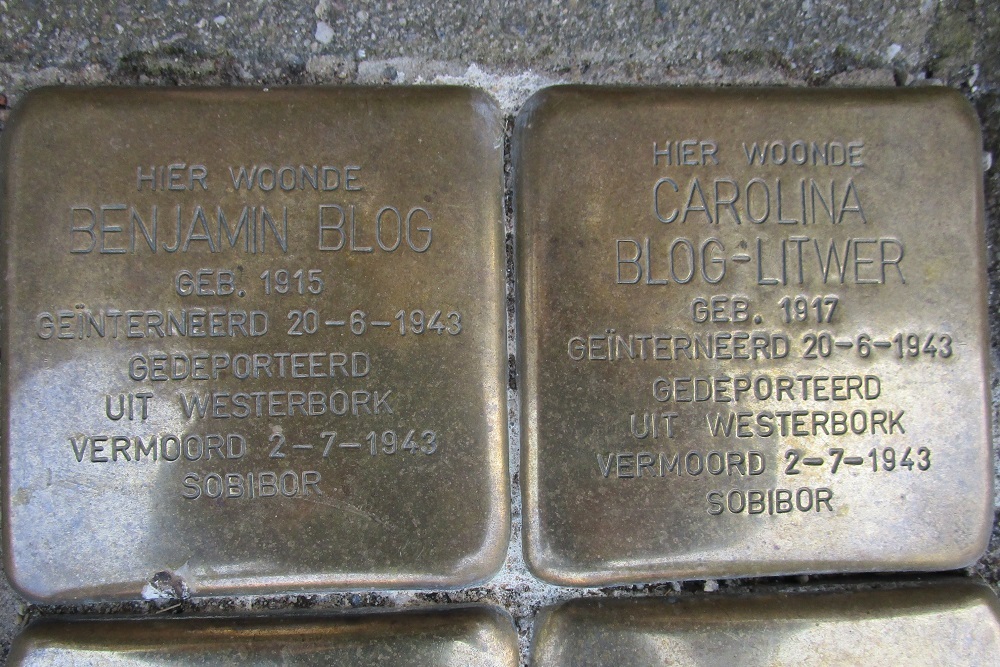 HIER WOONDE
BENJAMIN BLOG
GEB. 1915
GEÏNTERNEERD 20-6-1943
GEDEPORTEERD
UIT WESTERBORK
VERMOORD 2-7-1943
SOBIBOR
HIER WOONDE
CAROLINA
BLOG-LITWER
GEB. 1917
GEÏNTERNEERD 20-6-1943
GEDEPORTEERD
UIT WESTERBORK
VERMOORD 2-7-1943
SOBIBOR